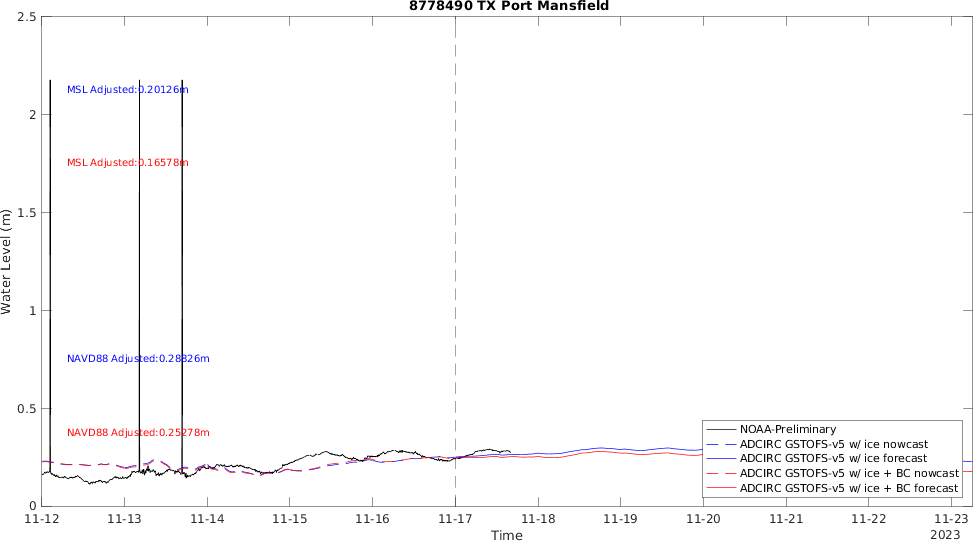 8778490 TX Port Mansfield
2.5
2
1.5
1
0.5
0
Water Level (m)
MSL Adjusted:0.20126m
MSL Adjusted:0.16578m
NAVD88 Adjusted:0.28826m
NAVD88 Adjusted:0.25278m
NOAA-Preliminary
ADCIRC GSTOFS-v5 w/ ice nowcast
ADCIRC GSTOFS-v5 w/ ice forecast
ADCIRC GSTOFS-v5 w/ ice + BC nowcast
ADCIRC GSTOFS-v5 w/ ice + BC forecast
11-12 11-13 11-14 11-15 11-16 11-17 11-18 11-19 11-20 11-21 11-22 11-23
2023
Time